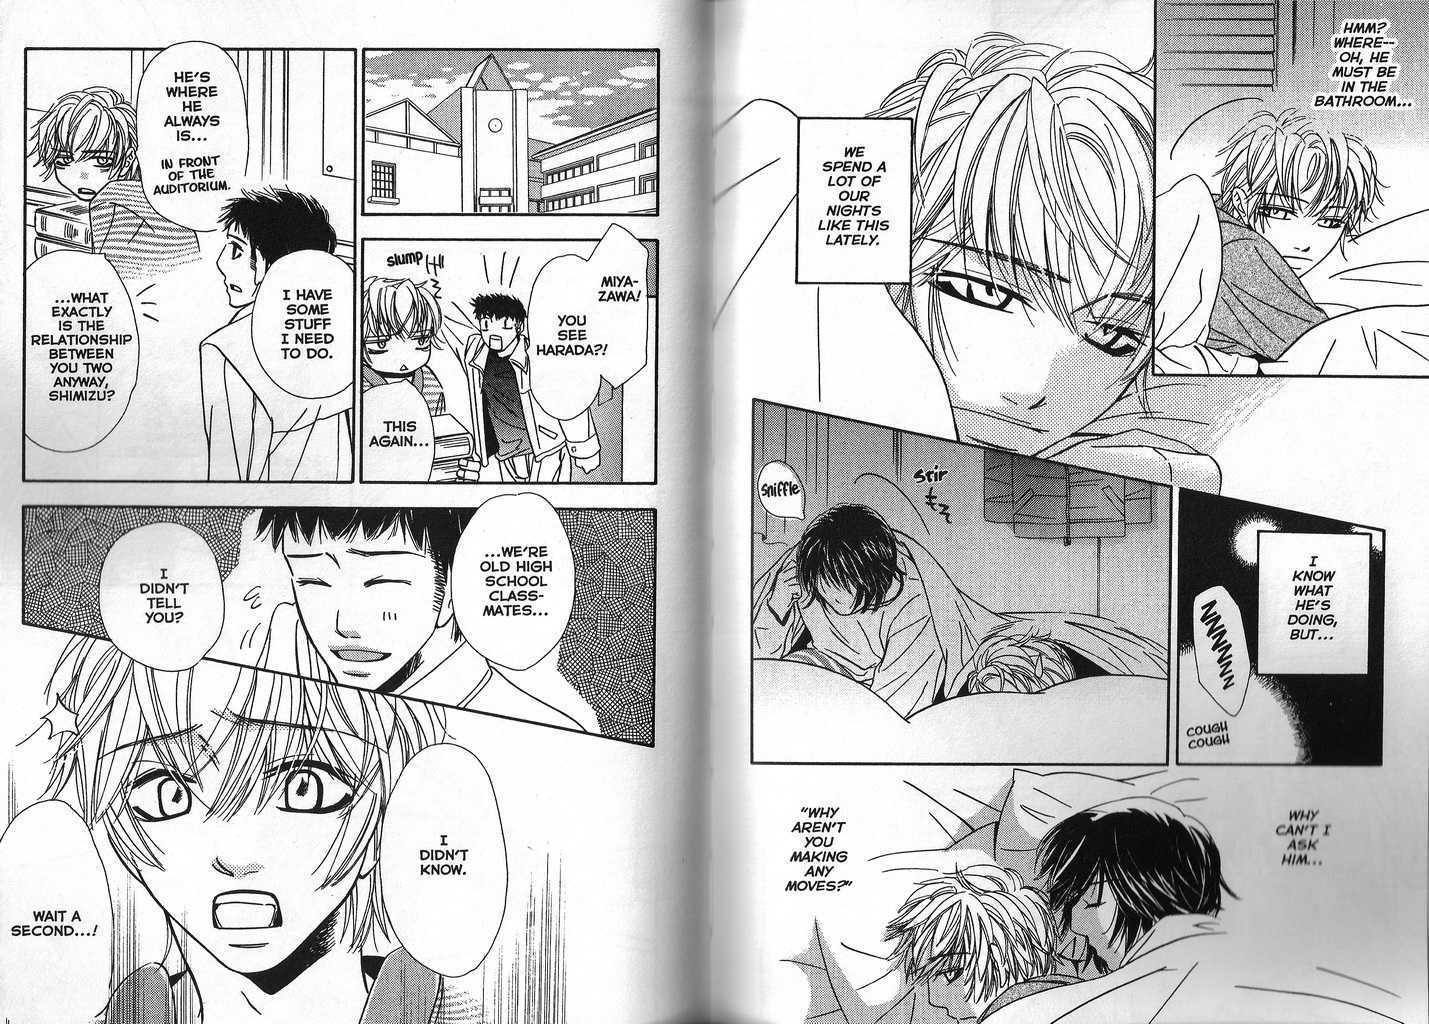 HMM?
WHERE--
OH, HE
MUST BE
IN THE
BATHROOM...
WE
SPEND A
LOT OF
OUR
NIGHTS
LIKE THIS
LATELY.
I
KNOW
WHAT
HE'S
DOING,
BUT...
NNNNNN
COUGH
COUGH
Stir
Sniffle
WHY
CAN'T I
ASK
HIM...
"WHY
AREN'T
YOU
MAKING
ANY
MOVES?"
MIYA-
ZAWA!
YOU
SEE
HARADA?!
slump
THIS
AGAIN...
HE'S
WHERE
HE
ALWAYS
IS...
IN FRONT
OF THE
AUDITORIUM.
I HAVE
SOME
STUFF
I NEED
TO DO.
...WHAT
EXACTLY
IS THE
RELATIONSHIP
BETWEEN
YOU TWO
ANYWAY,
SHIMIZU?
...WE'RE
OLD HIGH
SCHOOL
CLASS-
MATES...
I
DIDN'T
TELL
YOU?
I
DIDN'T
KNOW.
WAIT A
SECOND...!